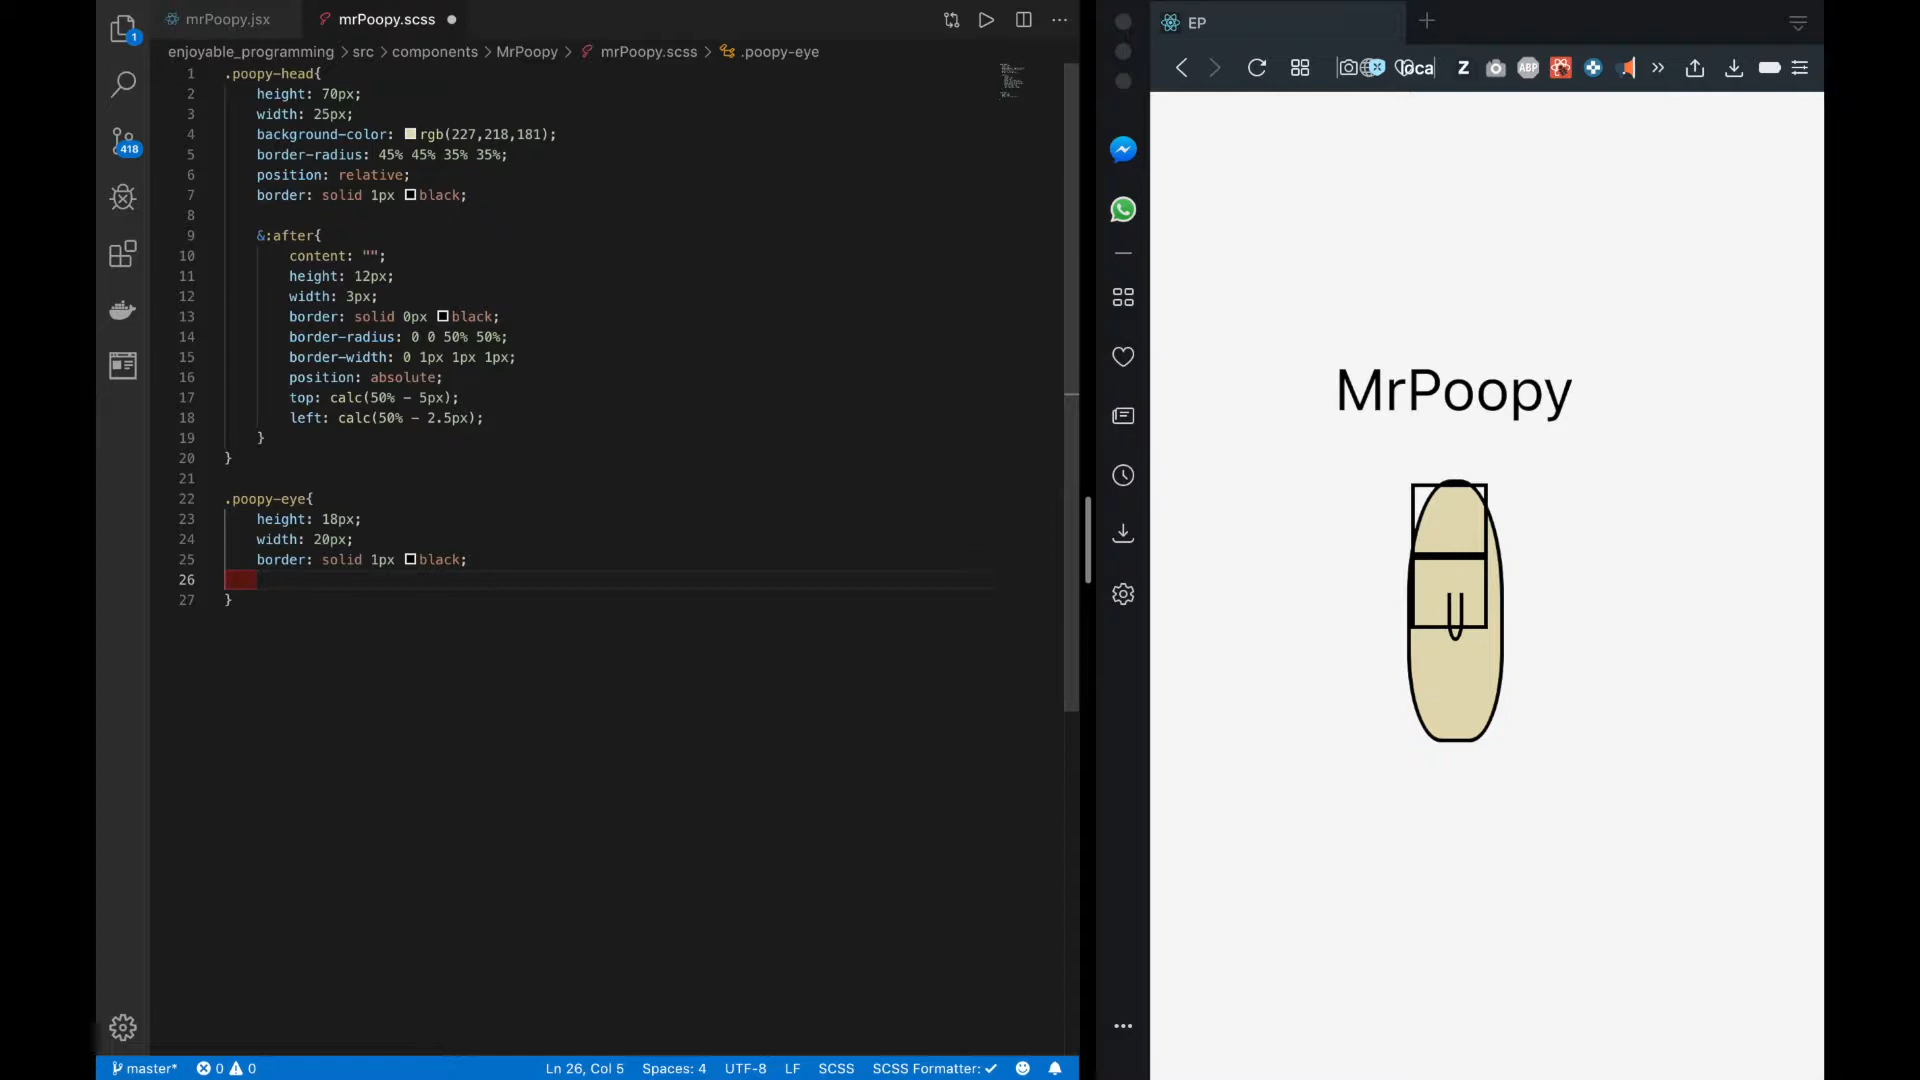 mrPoopy.jsx
mrPoopy.scss
enjoyable_programming > src > components > MrPoopy > mrPoopy.scss > .poopy-eye
1 .poopy-head{
2 height: 70px;
3 width: 25px;
4 background-color: rgb(227,218,181);
5 border-radius: 45% 45% 35% 35%;
6 position: relative;
7 border: solid 1px black;
8
9 &:after{
10 content: "";
11 height: 12px;
12 width: 3px;
13 border: solid 0px black;
14 border-radius: 0 0 50% 50%;
15 border-width: 0 1px 1px 1px;
16 position: absolute;
17 top: calc(50% - 5px);
18 left: calc(50% - 2.5px);
19 }
20 }
21
22 .poopy-eye{
23 height: 18px;
24 width: 20px;
25 border: solid 1px black;
26
27 }
1
418
master* 0 0 Ln 26, Col 5 Spaces: 4 UTF-8 LF SCSS SCSS Formatter: ✓
EP
loca
Z
ABP
MrPoopy